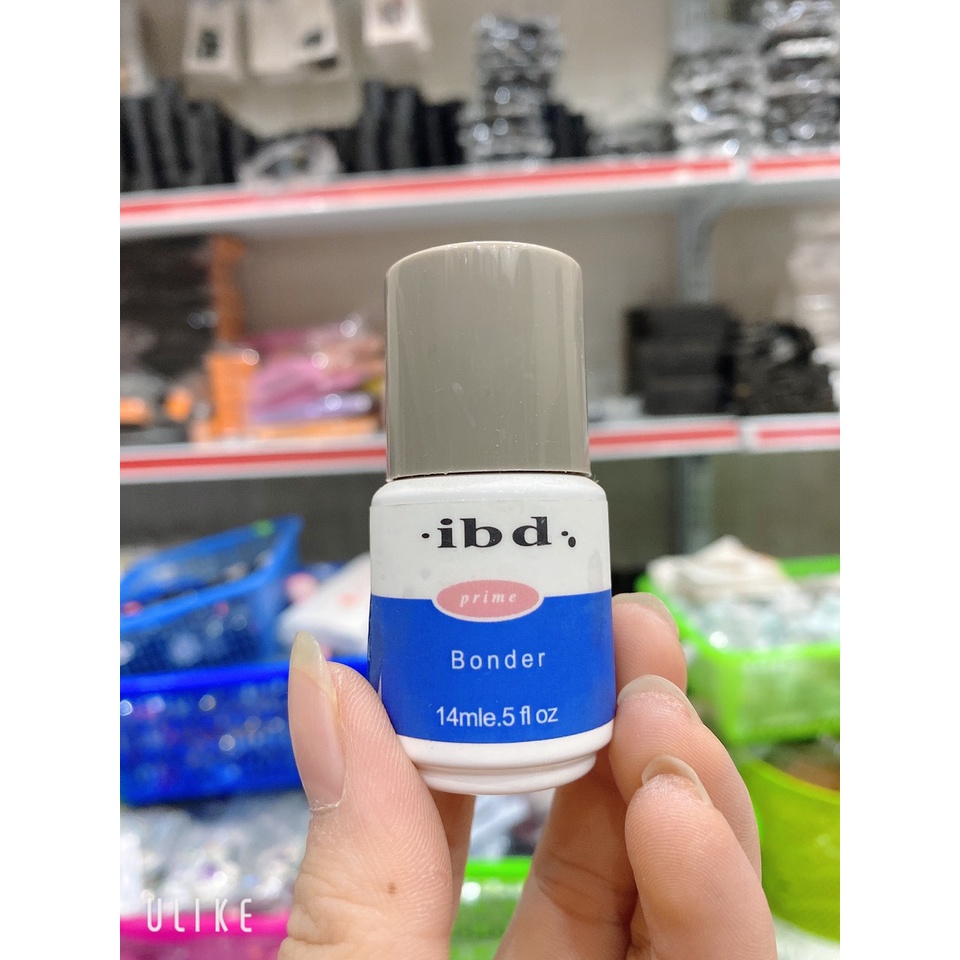 ·ibd·
prime
Bonder
14mle.5 fl oz
ULIKE